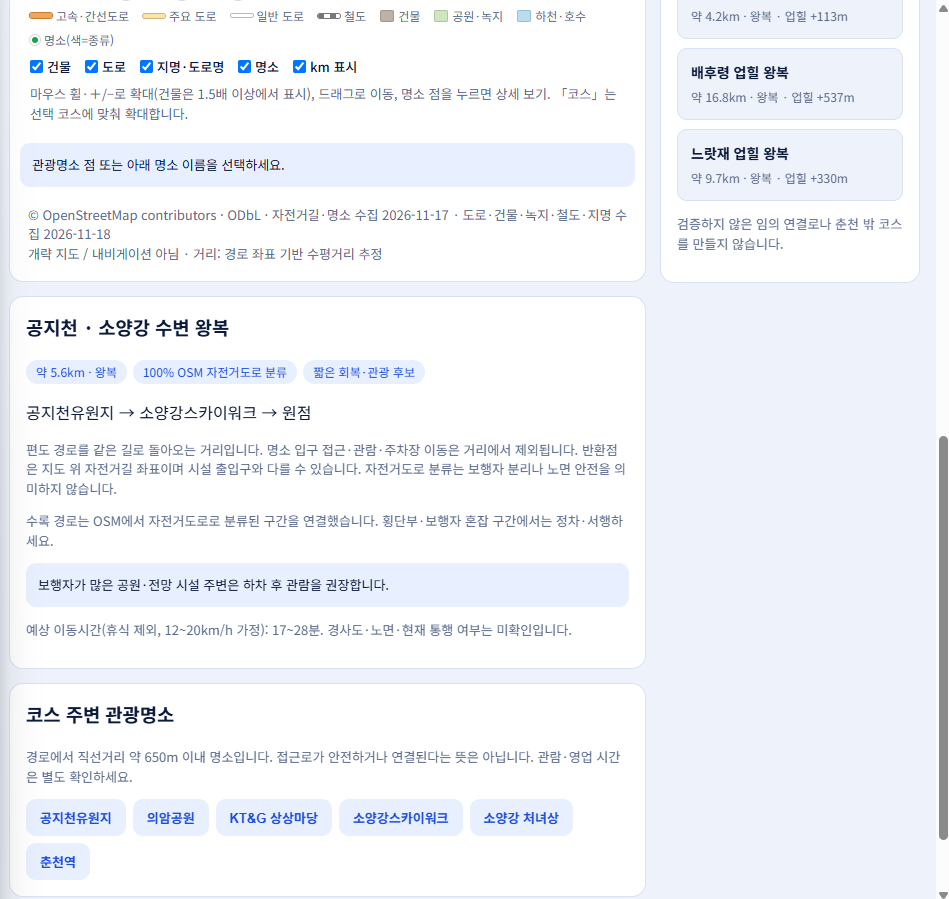 고속·간선도로 주요 도로 일반 도로 철도 건물 공원·녹지 하천·호수
명소(색=종류)
건물 도로 지명·도로명 명소 km 표시
마우스 휠·+/−로 확대(건물은 1.5배 이상에서 표시), 드래그로 이동, 명소 점을 누르면 상세 보기. 「코스」는
선택 코스에 맞춰 확대합니다.
관광명소 점 또는 아래 명소 이름을 선택하세요.
© OpenStreetMap contributors · ODbL · 자전거길·명소 수집 2026-11-17 · 도로·건물·녹지·철도·지명 수
집 2026-11-18
개략 지도 / 내비게이션 아님 · 거리: 경로 좌표 기반 수평거리 추정
공지천 · 소양강 수변 왕복
약 5.6km · 왕복
100% OSM 자전거도로 분류
짧은 회복·관광 후보
공지천유원지 → 소양강스카이워크 → 원점
편도 경로를 같은 길로 돌아오는 거리입니다. 명소 입구 접근·관람·주차장 이동은 거리에서 제외됩니다. 반환점
은 지도 위 자전거길 좌표이며 시설 출입구와 다를 수 있습니다. 자전거도로 분류는 보행자 분리나 노면 안전을 의
미하지 않습니다.
수록 경로는 OSM에서 자전거도로로 분류된 구간을 연결했습니다. 횡단부·보행자 혼잡 구간에서는 정차·서행하
세요.
보행자가 많은 공원·전망 시설 주변은 하차 후 관람을 권장합니다.
예상 이동시간(휴식 제외, 12~20km/h 가정): 17~28분. 경사도·노면·현재 통행 여부는 미확인입니다.
코스 주변 관광명소
경로에서 직선거리 약 650m 이내 명소입니다. 접근로가 안전하거나 연결된다는 뜻은 아닙니다. 관람·영업 시간
은 별도 확인하세요.
공지천유원지
의암공원
KT&G 상상마당
소양강스카이워크
소양강 처녀상
춘천역
약 4.2km · 왕복 · 업힐 +113m
배후령 업힐 왕복
약 16.8km · 왕복 · 업힐 +537m
느랏재 업힐 왕복
약 9.7km · 왕복 · 업힐 +330m
검증하지 않은 임의 연결로나 춘천 밖 코스
를 만들지 않습니다.